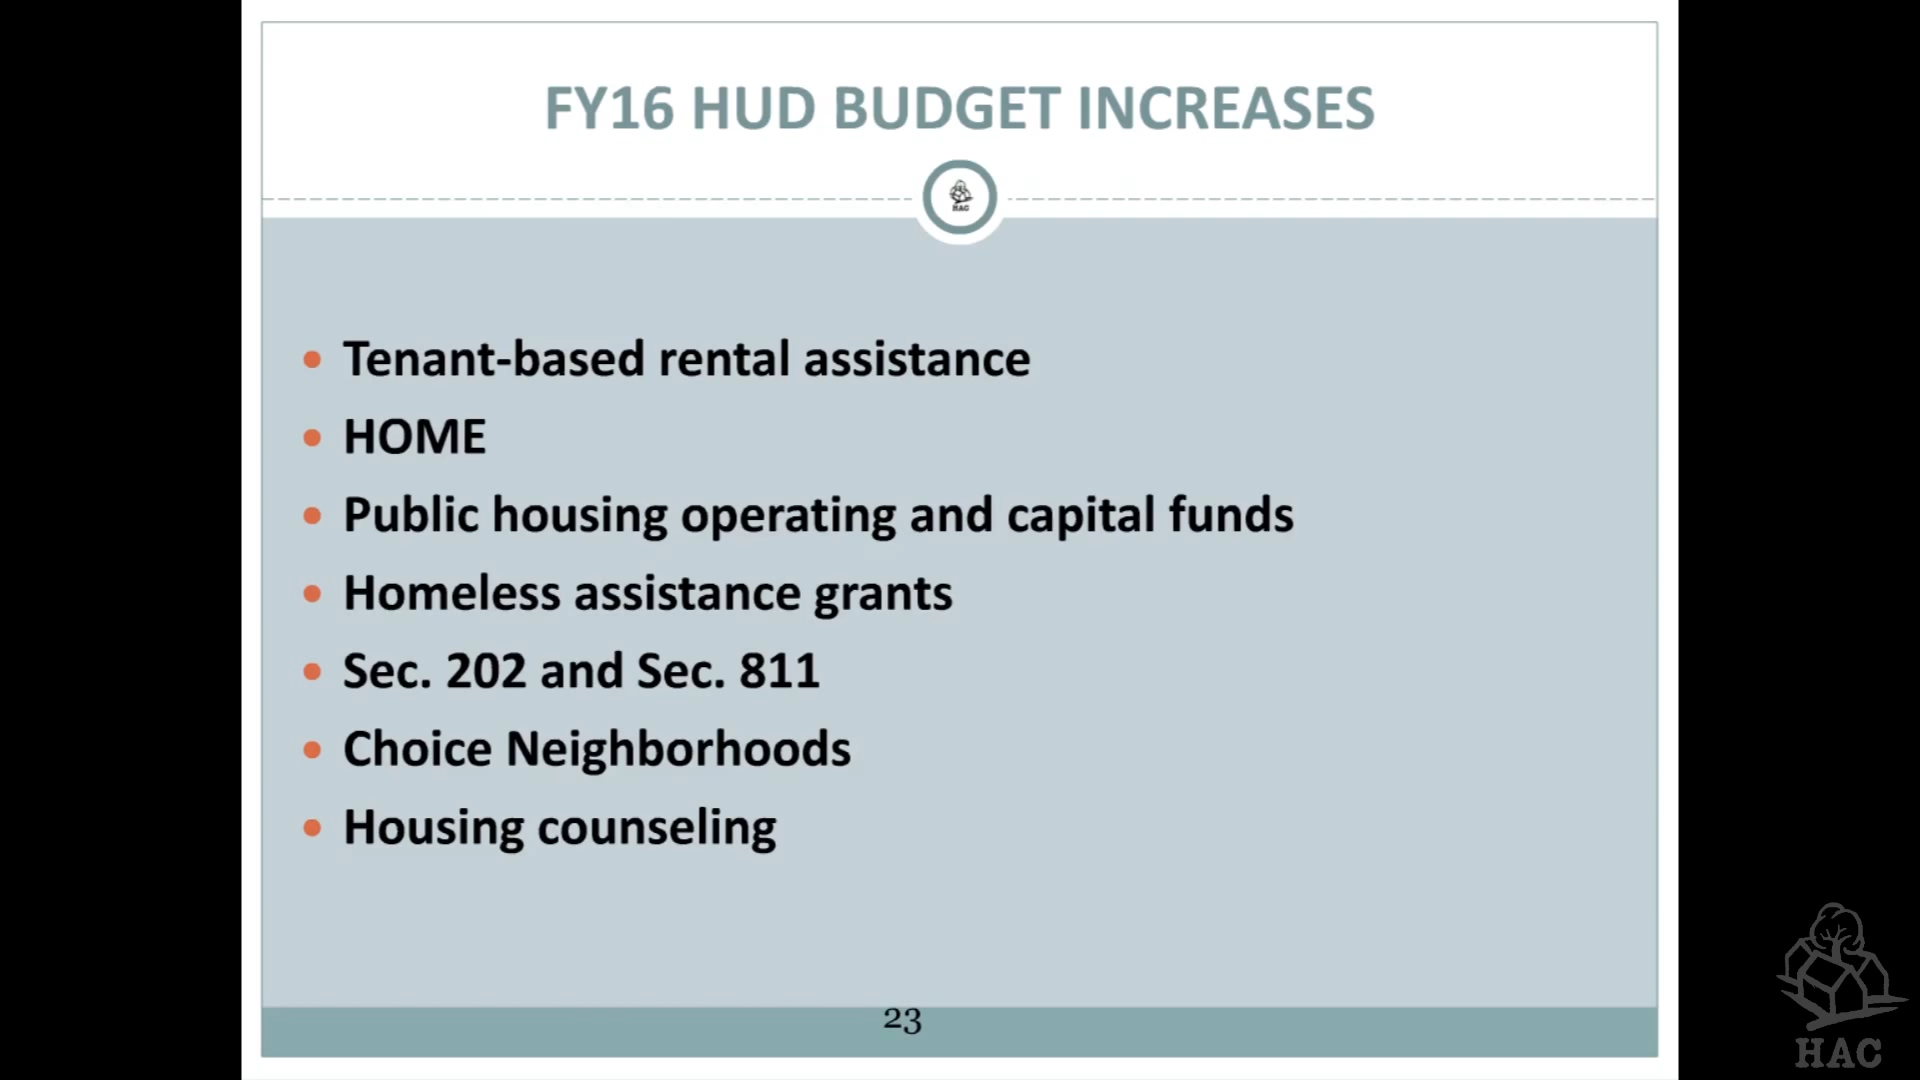 FY16 HUD BUDGET INCREASES
HAC
Tenant-based rental assistance
HOME
Public housing operating and capital funds
Homeless assistance grants
Sec. 202 and Sec. 811
Choice Neighborhoods
Housing counseling
23
HAC